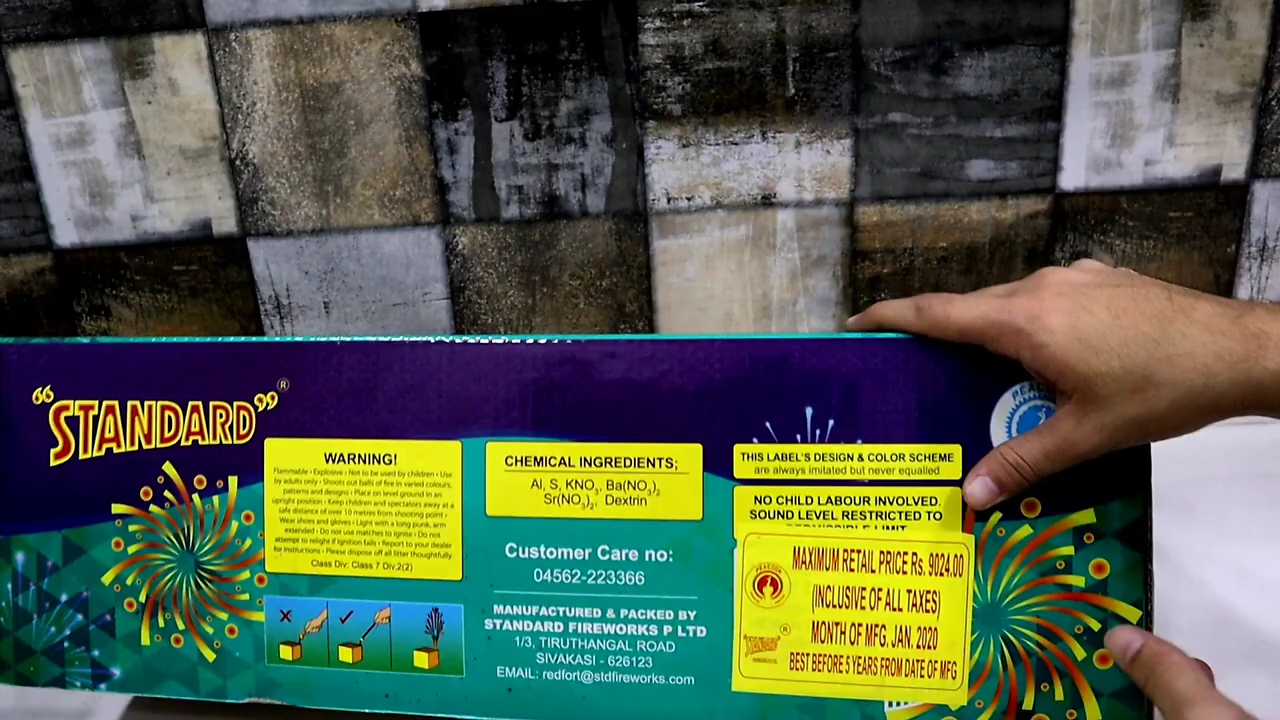 "STANDARD"®
WARNING!
Flammable • Explosive • Not to be used by children • Use
by adults only • Shoots out balls of fire in varied colours,
patterns and designs • Place on level ground in an
upright position • Keep children and spectators away at a
safe distance of over 10 metres from shooting point •
Wear shoes and gloves • Light with a long punk, arm
extended • Do not use matches to ignite • Do not
attempt to relight if ignition fails • Report to your dealer
for instructions • Please dispose off all litter thoughtfully.
Class Div: Class 7 Div.2(2)
CHEMICAL INGREDIENTS;
Al, S, KNO3, Ba(NO3)2
Sr(NO3)2, Dextrin
Customer Care no:
04562-223366
MANUFACTURED & PACKED BY
STANDARD FIREWORKS P LTD
1/3, TIRUTHANGAL ROAD
SIVAKASI - 626123
EMAIL: redfort@stdfireworks.com
THIS LABEL'S DESIGN & COLOR SCHEME
are always imitated but never equalled
NO CHILD LABOUR INVOLVED.
SOUND LEVEL RESTRICTED TO
PERMISSIBLE LIMIT
PEACOCK
MAXIMUM RETAIL PRICE Rs. 9024.00
(INCLUSIVE OF ALL TAXES)
MONTH OF MFG. JAN. 2020
BEST BEFORE 5 YEARS FROM DATE OF MFG